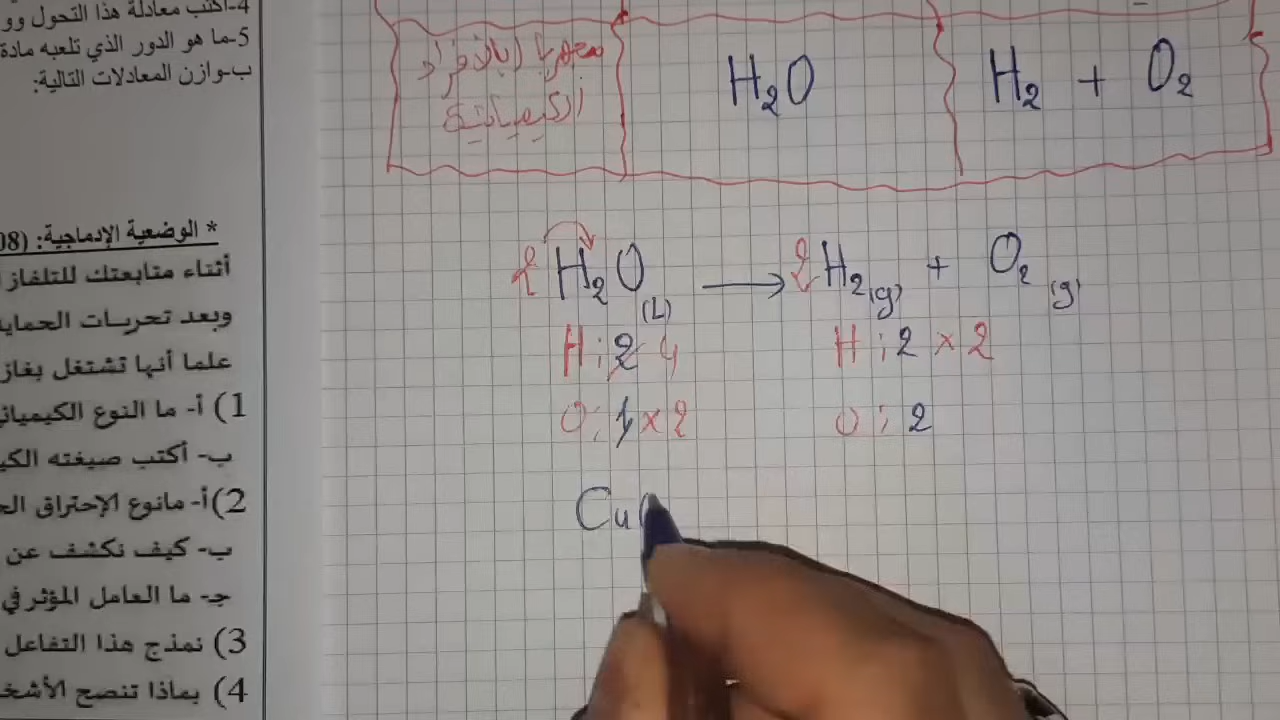 4-اكتب معادلة هذا التحول وو
5-ما هو الدور الذي تلعبه مادة
ب-وازن المعادلات التالية:
* الوضعية الإدماجية: (08
أثناء متابعتك للتلفاز
وبعد تحريات الحماية
علما أنها تشتغل بغاز
1) أ- ما النوع الكيميائي
ب- أكتب صيغته الكي
2) أ- مانوع الإحتراق الح
ب- كيف نكشف عن
جـ- ما العامل المؤثر في
3) نمذج هذا التفاعل
4) بماذا تنصح الأشخ
بالأفراد
الكيميائية
H₂O
H₂ + O₂
2 H₂O(L) → 2 H₂(g) + O₂(g)
H : 2 4 H : 2 × 2
O : 1 × 2 O : 2
Cu